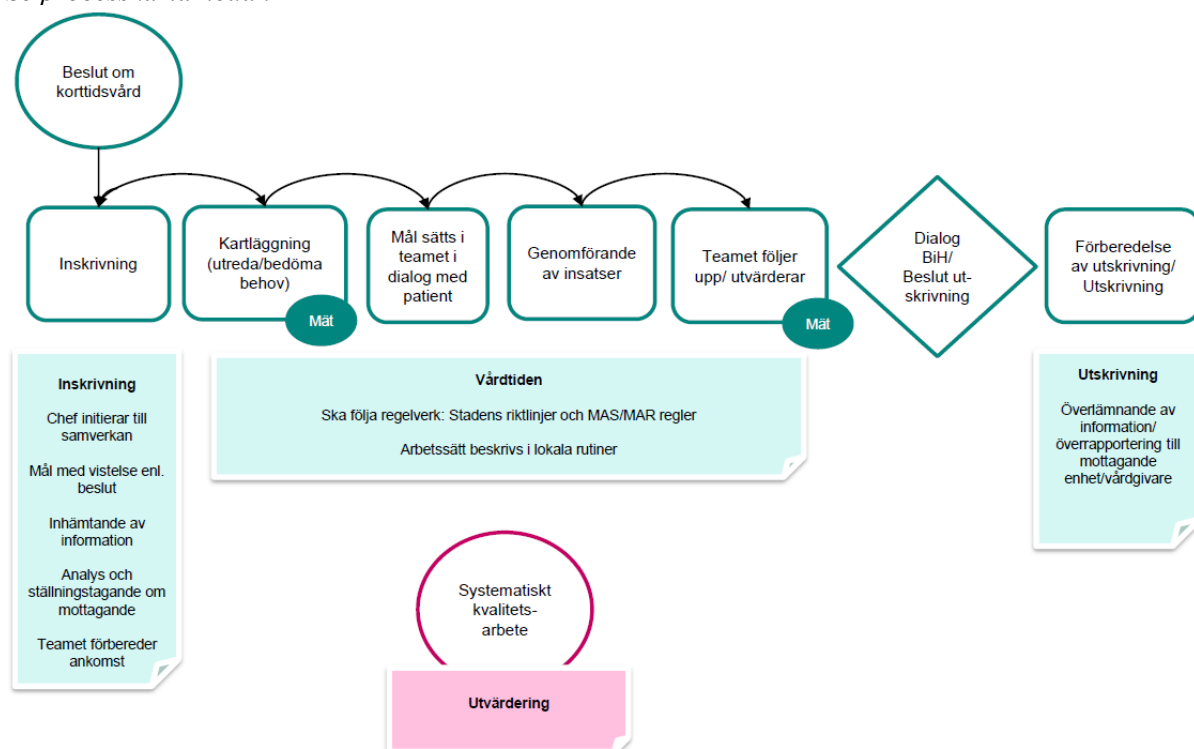 Beslut om
korttidsvård
Inskrivning
Kartläggning
(utreda/bedöma
behov)
Mät
Mål sätts i
teamet i
dialog med
patient
Genomförande
av insatser
Teamet följer
upp/ utvärderar
Mät
Dialog
BiH/
Beslut ut-
skrivning
Förberedelse
av utskrivning/
Utskrivning
Inskrivning
Chef initierar till
samverkan
Mål med vistelse enl.
beslut
Inhämtande av
information
Analys och
ställningstagande om
mottagande
Teamet förbereder
ankomst
Vårdtiden
Ska följa regelverk: Stadens riktlinjer och MAS/MAR regler
Arbetssätt beskrivs i lokala rutiner
Utskrivning
Överlämnande av
information/
överrapportering till
mottagande
enhet/vårdgivare
Systematiskt
kvalitets-
arbete
Utvärdering